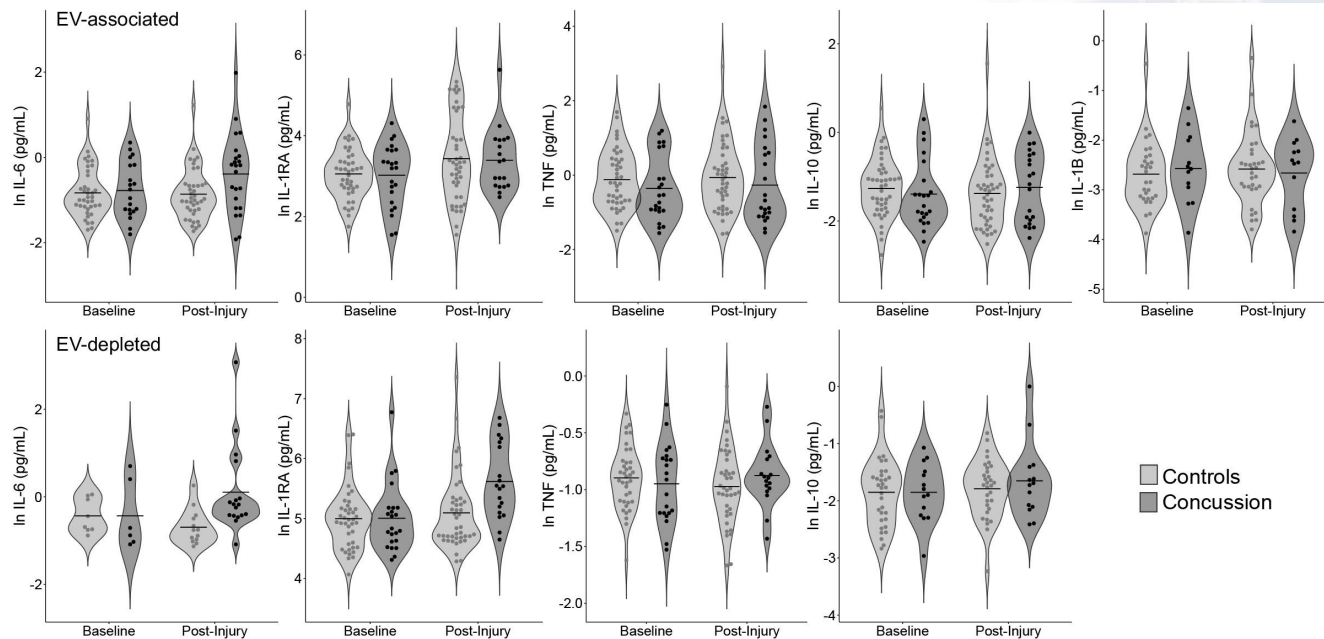 EV-associated
ln IL-6 (pg/mL)
2
-0
-2
Baseline
Post-Injury
ln IL-1RA (pg/mL)
6
4
2
0
Baseline
Post-Injury
ln TNF (pg/mL)
4
2
0
-2
Baseline
Post-Injury
ln IL-10 (pg/mL)
2
0
-2
Baseline
Post-Injury
ln IL-1B (pg/mL)
0
-1
-2
-3
-4
-5
Baseline
Post-Injury
EV-depleted
ln IL-6 (pg/mL)
2
-0
-2
Baseline
Post-Injury
ln IL-1RA (pg/mL)
8
6
4
Baseline
Post-Injury
ln TNF (pg/mL)
0.0
-0.5
-1.0
-1.5
-2.0
Baseline
Post-Injury
ln IL-10 (pg/mL)
0
-1
-2
-3
-4
Baseline
Post-Injury
Controls
Concussion